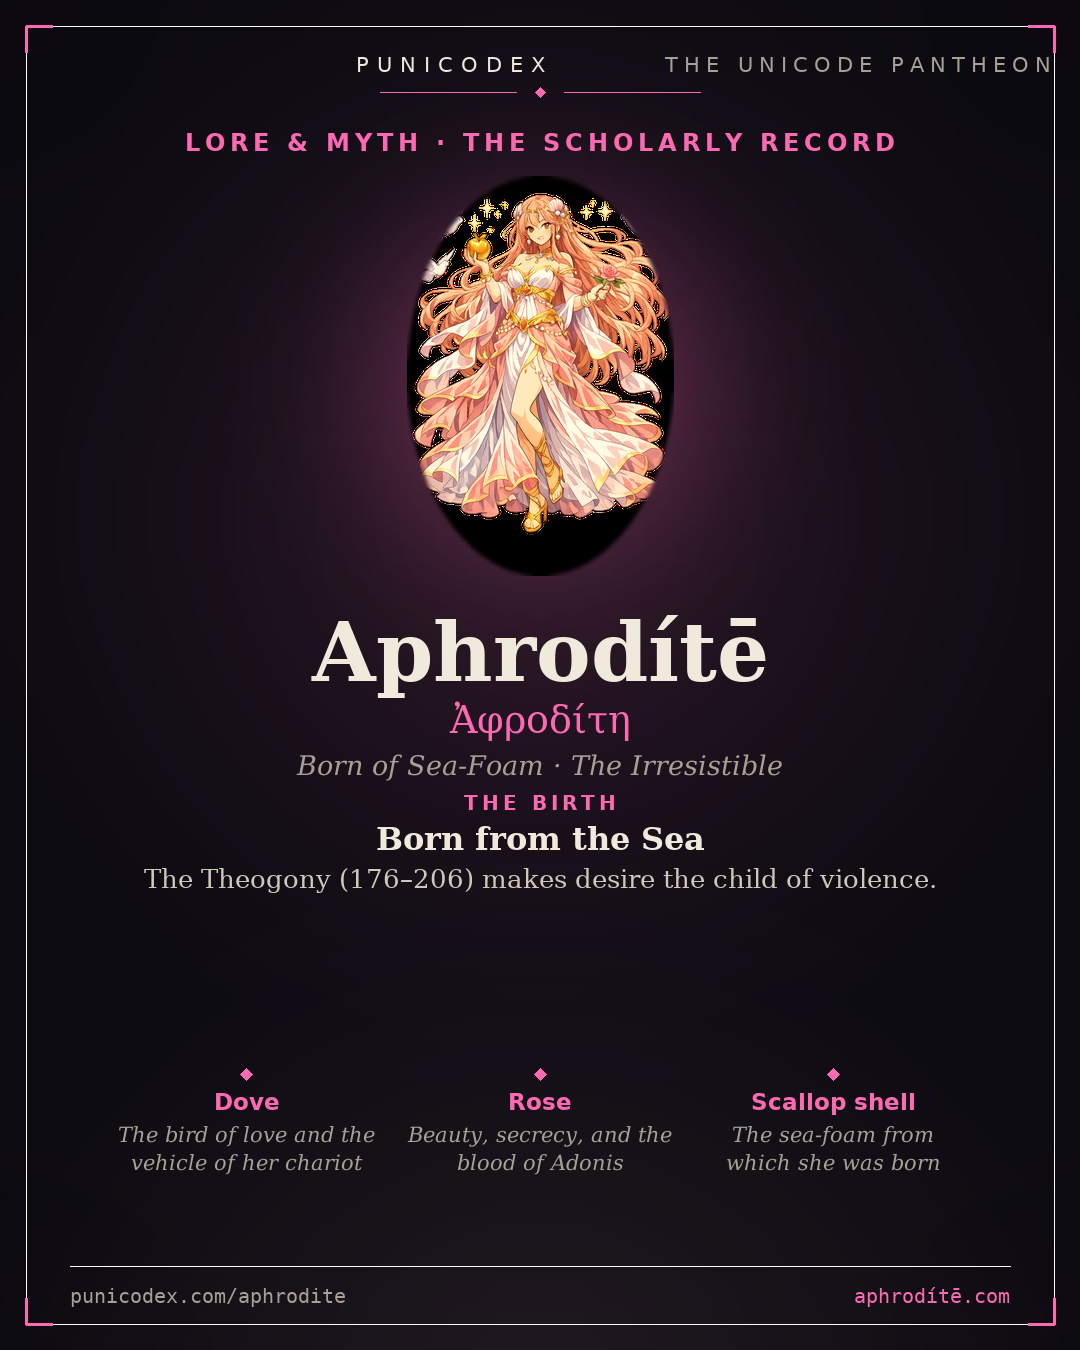 PUNICODEX
THE UNICODE PANTHEON
LORE & MYTH · THE SCHOLARLY RECORD
Aphrodítē
Ἀφροδίτη
Born of Sea-Foam · The Irresistible
THE BIRTH
Born from the Sea
The Theogony (176–206) makes desire the child of violence.
Dove
The bird of love and the
vehicle of her chariot
Rose
Beauty, secrecy, and the
blood of Adonis
Scallop shell
The sea-foam from
which she was born
punicodex.com/aphrodite
aphrodítē.com